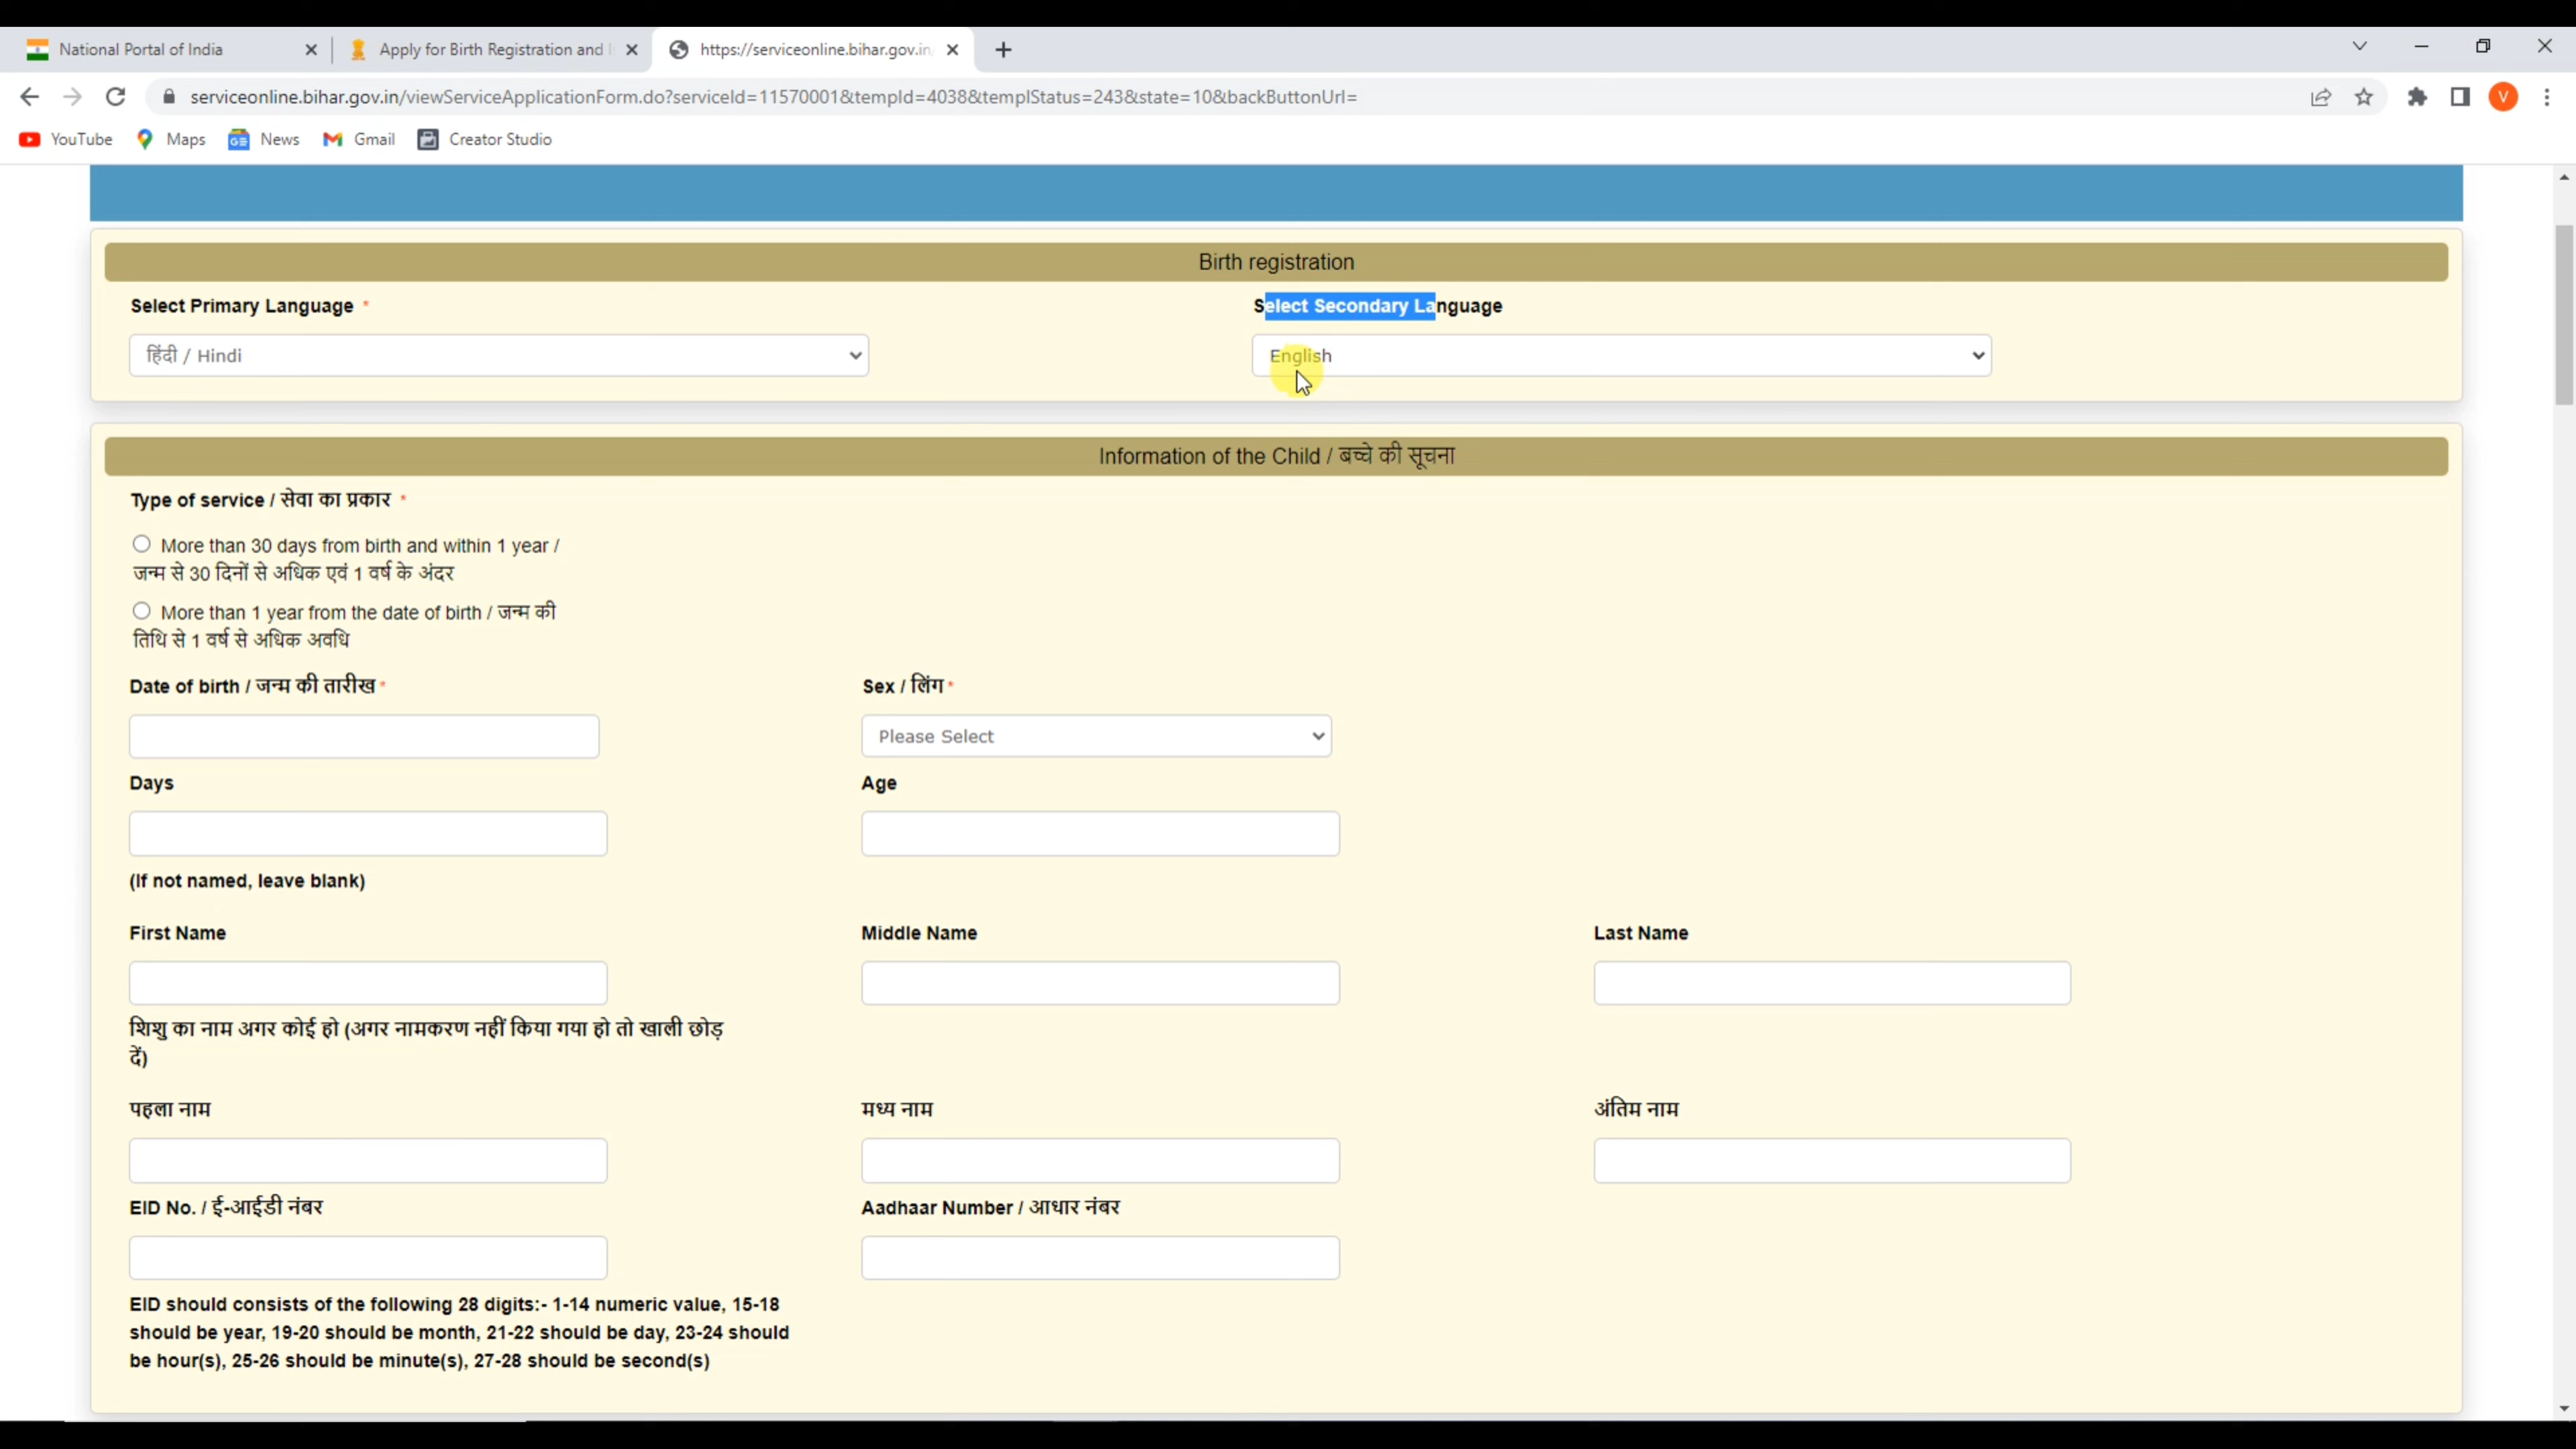 National Portal of India
Apply for Birth Registration and
https://serviceonline.bihar.gov.in
serviceonline.bihar.gov.in/viewServiceApplicationForm.do?serviceId=11570001&tempId=4038&templStatus=243&state=10&backButtonUrl=
V
YouTube
Maps
News
Gmail
Creator Studio
Birth registration
Select Primary Language *
Select Secondary Language
हिंदी / Hindi
English
Information of the Child / बच्चे की सूचना
Type of service / सेवा का प्रकार *
More than 30 days from birth and within 1 year /
जन्म से 30 दिनों से अधिक एवं 1 वर्ष के अंदर
More than 1 year from the date of birth / जन्म की
तिथि से 1 वर्ष से अधिक अवधि
Date of birth / जन्म की तारीख *
Sex / लिंग *
Please Select
Days
Age
(If not named, leave blank)
First Name
Middle Name
Last Name
शिशु का नाम अगर कोई हो (अगर नामकरण नहीं किया गया हो तो खाली छोड़
दें)
पहला नाम
मध्य नाम
अंतिम नाम
EID No. / ई-आईडी नंबर
Aadhaar Number / आधार नंबर
EID should consists of the following 28 digits:- 1-14 numeric value, 15-18
should be year, 19-20 should be month, 21-22 should be day, 23-24 should
be hour(s), 25-26 should be minute(s), 27-28 should be second(s)